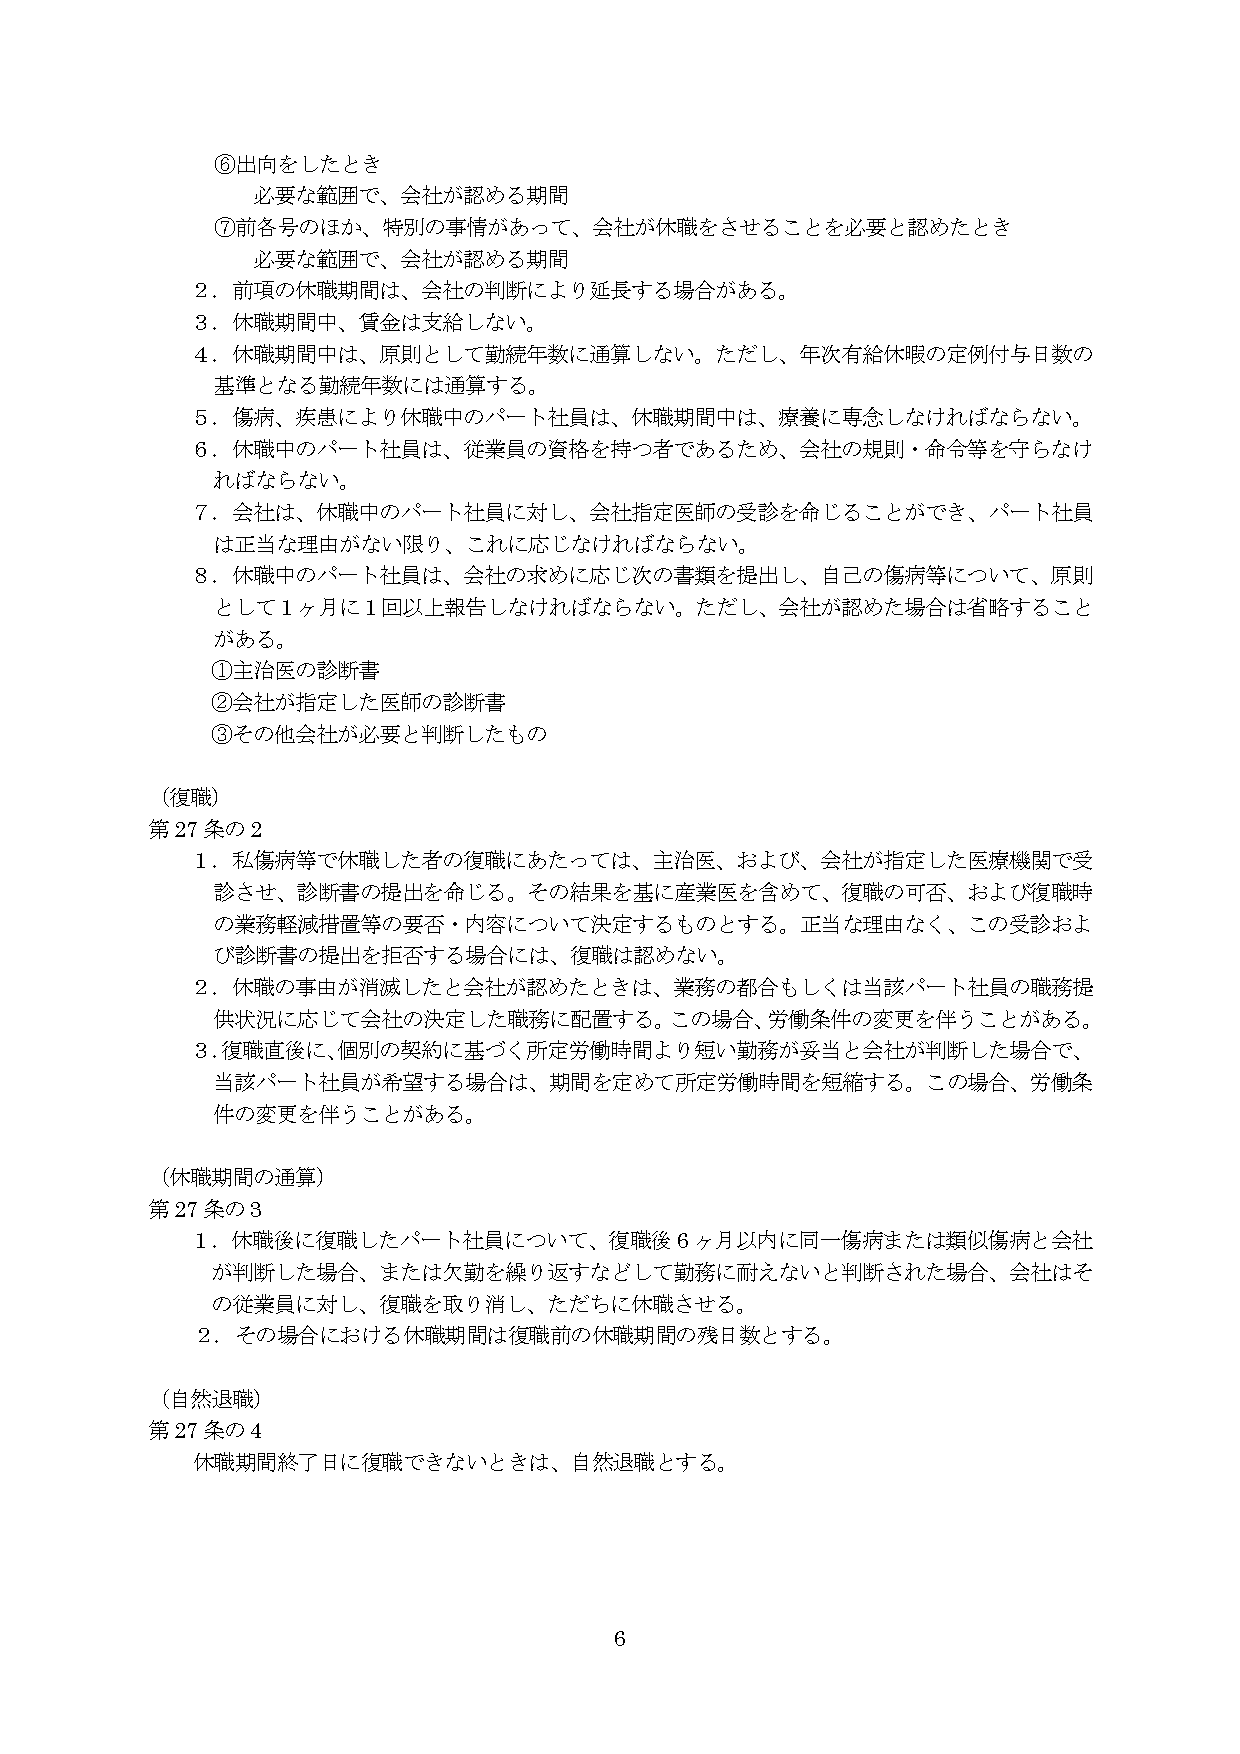 ⑥出向をしたとき
必要な範囲で、会社が認める期間
⑦前各号のほか、特別の事情があって、会社が休職をさせることを必要と認めたとき
必要な範囲で、会社が認める期間
２．前項の休職期間は、会社の判断により延長する場合がある。
３．休職期間中、賃金は支給しない。
４．休職期間中は、原則として勤続年数に通算しない。ただし、年次有給休暇の定例付与日数の
基準となる勤続年数には通算する。
５．傷病、疾患により休職中のパート社員は、休職期間中は、療養に専念しなければならない。
６．休職中のパート社員は、従業員の資格を持つ者であるため、会社の規則・命令等を守らなけ
ればならない。
７．会社は、休職中のパート社員に対し、会社指定医師の受診を命じることができ、パート社員
は正当な理由がない限り、これに応じなければならない。
８．休職中のパート社員は、会社の求めに応じ次の書類を提出し、自己の傷病等について、原則
として１ヶ月に１回以上報告しなければならない。ただし、会社が認めた場合は省略すること
がある。
①主治医の診断書
②会社が指定した医師の診断書
③その他会社が必要と判断したもの
（復職）
第 27 条の２
１．私傷病等で休職した者の復職にあたっては、主治医、および、会社が指定した医療機関で受
診させ、診断書の提出を命じる。その結果を基に産業医を含めて、復職の可否、および復職時
の業務軽減措置等の要否・内容について決定するものとする。正当な理由なく、この受診およ
び診断書の提出を拒否する場合には、復職は認めない。
２．休職の事由が消滅したと会社が認めたときは、業務の都合もしくは当該パート社員の職務提
供状況に応じて会社の決定した職務に配置する。この場合、労働条件の変更を伴うことがある。
３．復職直後に、個別の契約に基づく所定労働時間より短い勤務が妥当と会社が判断した場合で、
当該パート社員が希望する場合は、期間を定めて所定労働時間を短縮する。この場合、労働条
件の変更を伴うことがある。
（休職期間の通算）
第 27 条の３
１．休職後に復職したパート社員について、復職後 6 ヶ月以内に同一傷病または類似傷病と会社
が判断した場合、または欠勤を繰り返すなどして勤務に耐えないと判断された場合、会社はそ
の従業員に対し、復職を取り消し、ただちに休職させる。
２．その場合における休職期間は復職前の休職期間の残日数とする。
（自然退職）
第 27 条の４
休職期間終了日に復職できないときは、自然退職とする。
6